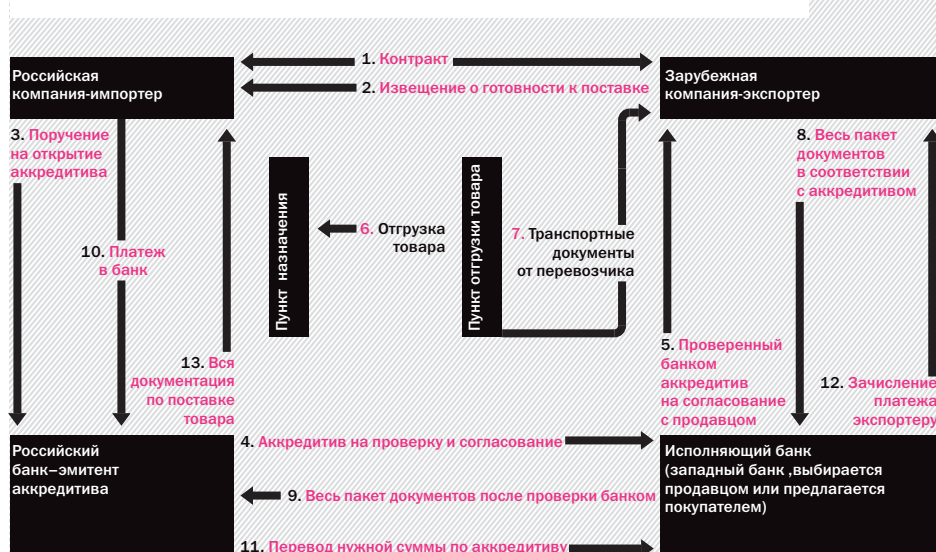 1. Контракт
Российская
компания-импортер
Зарубежная
компания-экспортер
2. Извещение о готовности к поставке
3. Поручение
на открытие
аккредитива
8. Весь пакет
документов
в соответствии
с аккредитивом
Пункт назначения
Пункт отгрузки товара
6. Отгрузка
товара
7. Транспортные
документы
от перевозчика
10. Платеж
в банк
5. Проверенный
банком
аккредитив
на согласование
с продавцом
13. Вся
документация
по поставке
товара
12. Зачисление
платежа
экспортеру
4. Аккредитив на проверку и согласование
Российский
банк–эмитент
аккредитива
Исполняющий банк
(западный банк ,выбирается
продавцом или предлагается
покупателем)
9. Весь пакет документов после проверки банком
11. Перевод нужной суммы по аккредитиву